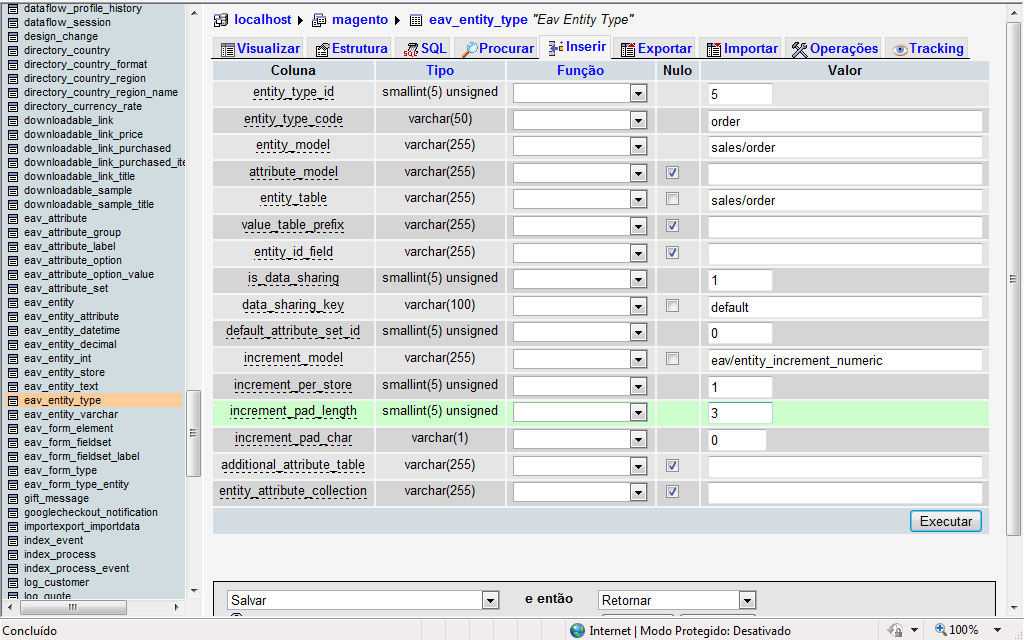 dataflow_profile_history
dataflow_session
design_change
directory_country
directory_country_format
directory_country_region
directory_country_region_name
directory_currency_rate
downloadable_link
downloadable_link_price
downloadable_link_purchased
downloadable_link_purchased_ite
downloadable_link_title
downloadable_sample
downloadable_sample_title
eav_attribute
eav_attribute_group
eav_attribute_label
eav_attribute_option
eav_attribute_option_value
eav_attribute_set
eav_entity
eav_entity_attribute
eav_entity_datetime
eav_entity_decimal
eav_entity_int
eav_entity_store
eav_entity_text
eav_entity_type
eav_entity_varchar
eav_form_element
eav_form_fieldset
eav_form_fieldset_label
eav_form_type
eav_form_type_entity
gift_message
googlecheckout_notification
importexport_importdata
index_event
index_process
index_process_event
log_customer
log_quote
localhost magento eav_entity_type "Eav Entity Type"
Visualizar Estrutura SQL Procurar Inserir Exportar Importar Operações Tracking
Coluna Tipo Função Nulo Valor
entity_type_id smallint(5) unsigned 5
entity_type_code varchar(50) order
entity_model varchar(255) sales/order
attribute_model varchar(255)
entity_table varchar(255) sales/order
value_table_prefix varchar(255)
entity_id_field varchar(255)
is_data_sharing smallint(5) unsigned 1
data_sharing_key varchar(100) default
default_attribute_set_id smallint(5) unsigned 0
increment_model varchar(255) eav/entity_increment_numeric
increment_per_store smallint(5) unsigned 1
increment_pad_length smallint(5) unsigned 3
increment_pad_char varchar(1) 0
additional_attribute_table varchar(255)
entity_attribute_collection varchar(255)
Executar
Salvar e então Retornar
Concluído Internet | Modo Protegido: Desativado 100%